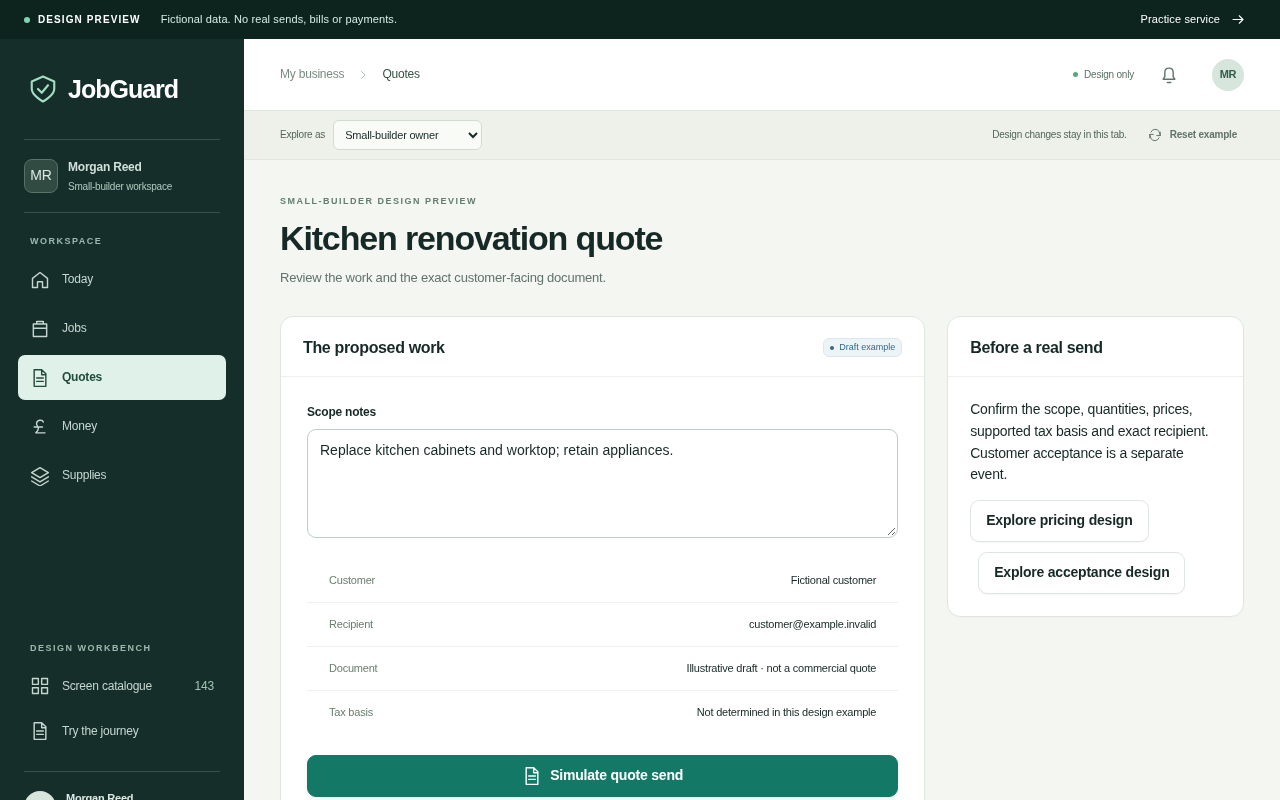 DESIGN PREVIEW Fictional data. No real sends, bills or payments. Practice service
JobGuard
MR Morgan Reed
Small-builder workspace
WORKSPACE
Today
Jobs
Quotes
Money
Supplies
DESIGN WORKBENCH
Screen catalogue 143
Try the journey
Morgan Reed
My business Quotes Design only MR
Explore as Small-builder owner Design changes stay in this tab. Reset example
SMALL-BUILDER DESIGN PREVIEW
Kitchen renovation quote
Review the work and the exact customer-facing document.
The proposed work Draft example
Scope notes
Replace kitchen cabinets and worktop; retain appliances.
Customer Fictional customer
Recipient customer@example.invalid
Document Illustrative draft · not a commercial quote
Tax basis Not determined in this design example
Simulate quote send
Before a real send
Confirm the scope, quantities, prices,
supported tax basis and exact recipient.
Customer acceptance is a separate
event.
Explore pricing design
Explore acceptance design